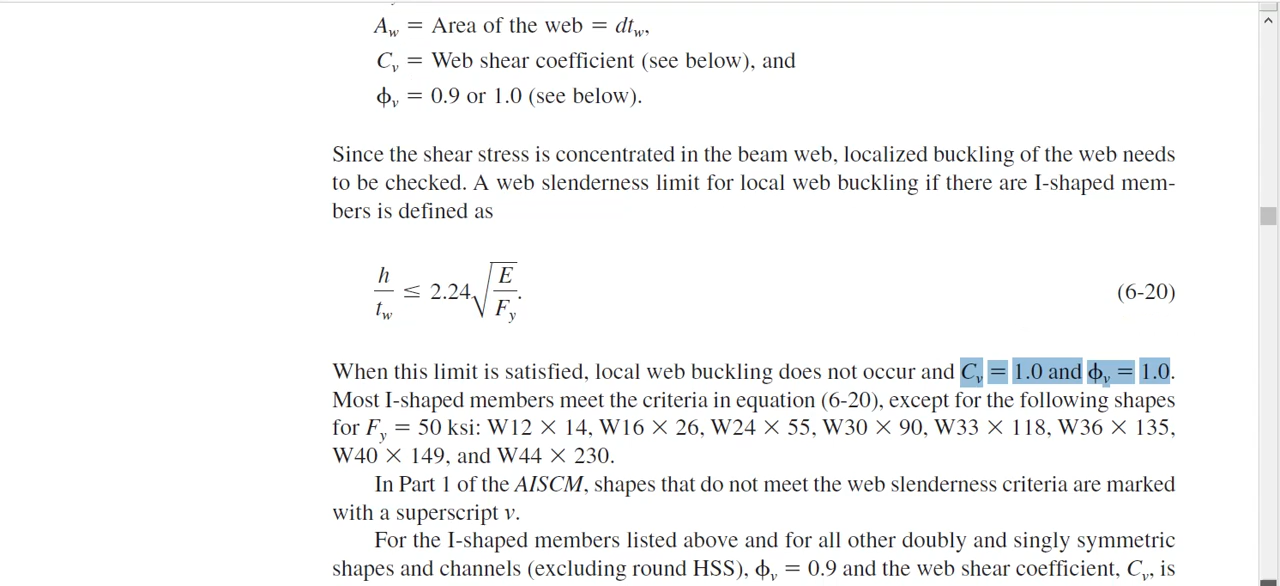 A_w = Area of the web = dt_w,
C_v = Web shear coefficient (see below), and
ϕ_v = 0.9 or 1.0 (see below).
Since the shear stress is concentrated in the beam web, localized buckling of the web needs
to be checked. A web slenderness limit for local web buckling if there are I-shaped mem-
bers is defined as
h/t_w ≤ 2.24√(E/F_y). (6-20)
When this limit is satisfied, local web buckling does not occur and C_v = 1.0 and ϕ_v = 1.0.
Most I-shaped members meet the criteria in equation (6-20), except for the following shapes
for F_y = 50 ksi: W12 × 14, W16 × 26, W24 × 55, W30 × 90, W33 × 118, W36 × 135,
W40 × 149, and W44 × 230.
In Part 1 of the AISCM, shapes that do not meet the web slenderness criteria are marked
with a superscript v.
For the I-shaped members listed above and for all other doubly and singly symmetric
shapes and channels (excluding round HSS), ϕ_v = 0.9 and the web shear coefficient, C_v, is